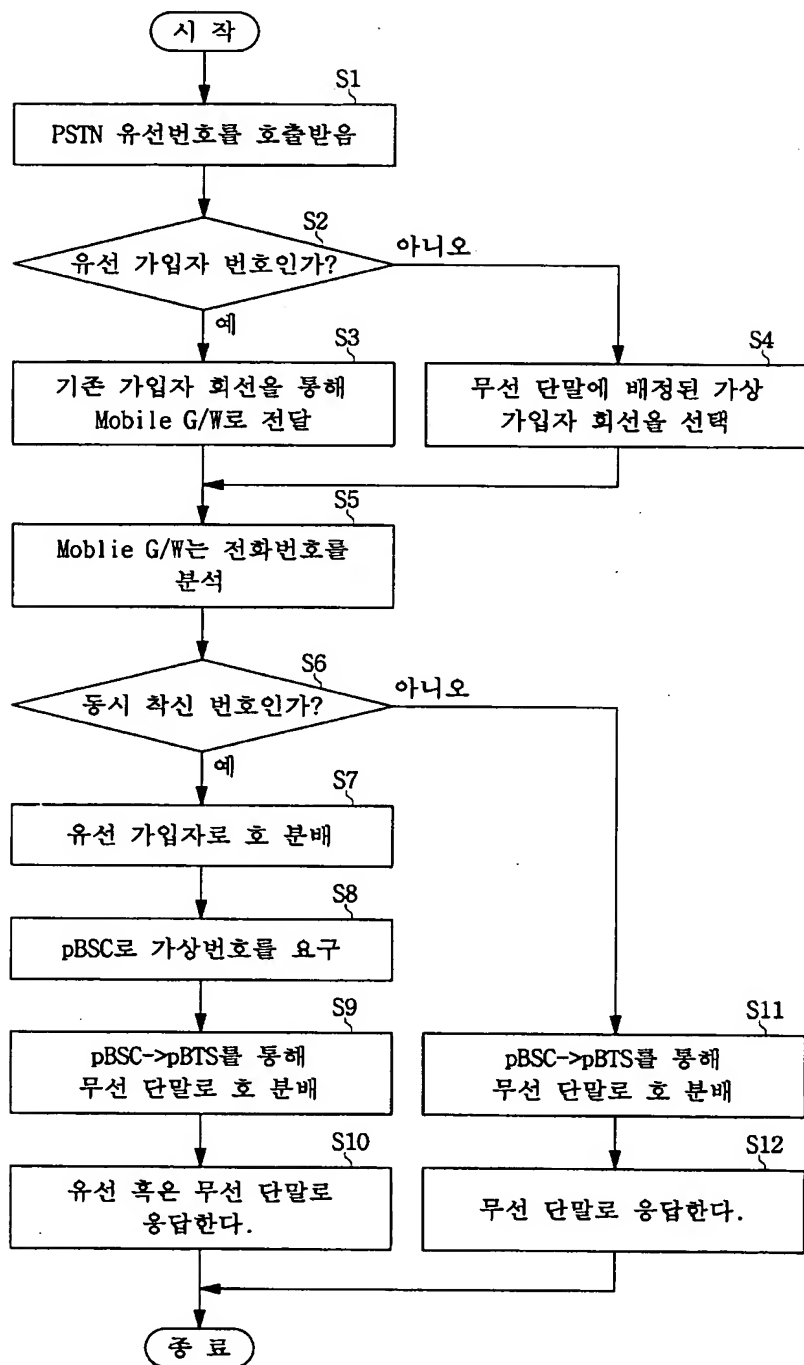 시 작
S1
PSTN 유선번호를 호출받음
S2
유선 가입자 번호인가?
아니오
예
S3
기존 가입자 회선을 통해
Mobile G/W로 전달
S4
무선 단말에 배정된 가상
가입자 회선을 선택
S5
Moblie G/W는 전화번호를
분석
S6
동시 착신 번호인가?
아니오
예
S7
유선 가입자로 호 분배
S8
pBSC로 가상번호를 요구
S9
pBSC->pBTS를 통해
무선 단말로 호 분배
S11
pBSC->pBTS를 통해
무선 단말로 호 분배
S10
유선 혹은 무선 단말로
응답한다.
S12
무선 단말로 응답한다.
종 료